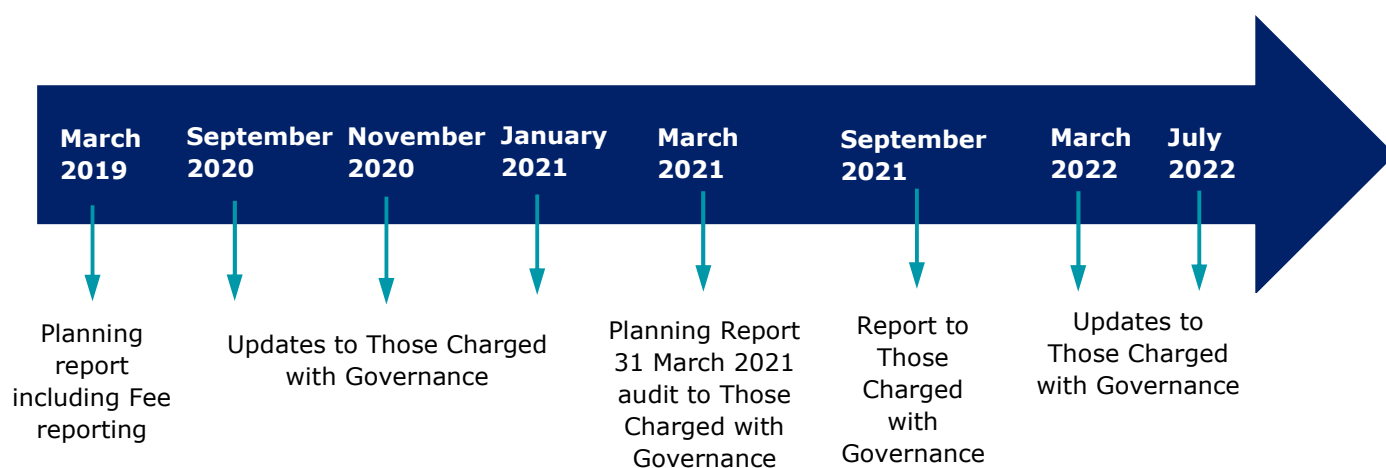 March
2019
September
2020
November
2020
January
2021
March
2021
September
2021
March
2022
July
2022
Planning
report
including Fee
reporting
Updates to Those Charged
with Governance
Planning Report
31 March 2021
audit to Those
Charged with
Governance
Report to
Those
Charged
with
Governance
Updates to
Those Charged
with Governance